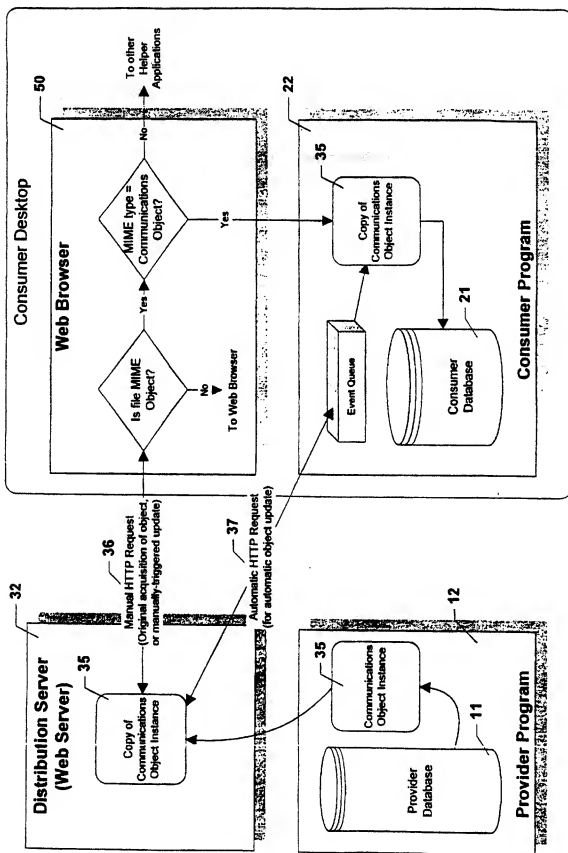 Consumer Desktop
50
Web Browser
Is file MIME
Object?
Yes
No
To Web Browser
MIME type =
Communications
Object?
No
To other
Helper
Applications
Yes
32
Distribution Server
(Web Server)
35
Copy of
Communications
Object Instance
36
Manual HTTP Request
(Original acquisition of object,
or manually-triggered update)
37
Automatic HTTP Request
(for automatic object update)
22
35
Copy of
Communications
Object Instance
Event Queue
21
Consumer
Database
Consumer Program
12
35
Communications
Object Instance
11
Provider
Database
Provider Program